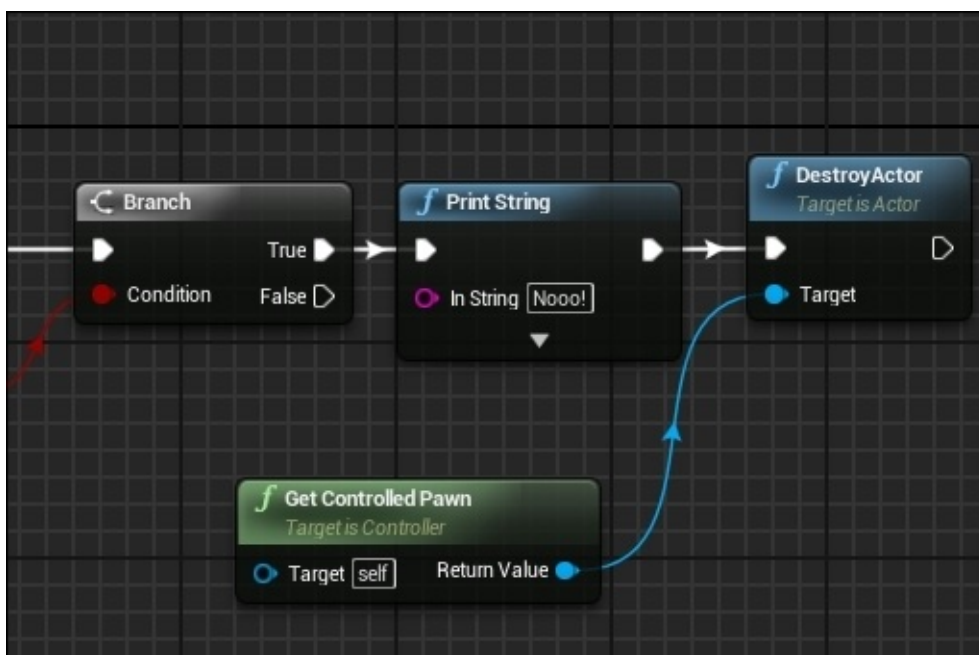 Branch
True
Condition
False
f Print String
In String Nooo!
f DestroyActor
Target is Actor
Target
f Get Controlled Pawn
Target is Controller
Target self
Return Value